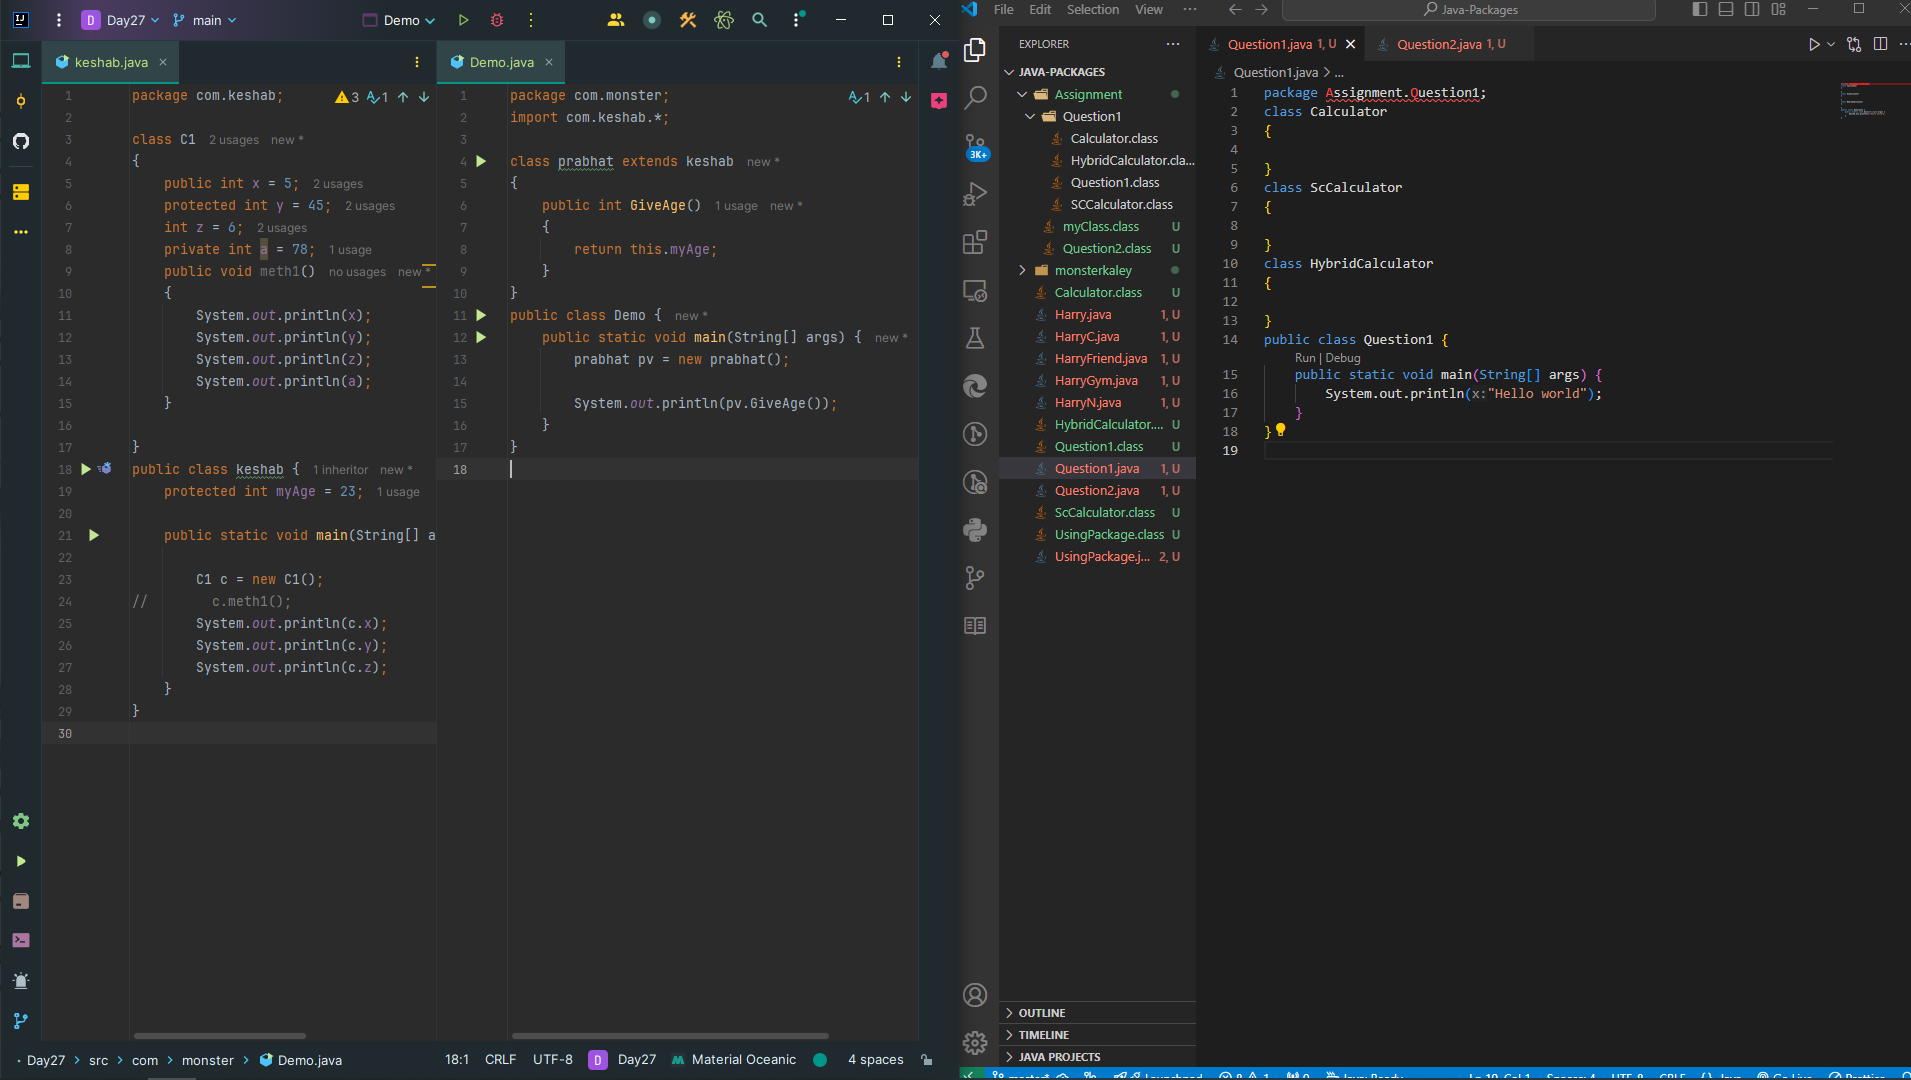 D Day27 main Demo
keshab.java
Demo.java
1 package com.keshab; 3 1
2
3 class C1 2 usages new *
4 {
5 public int x = 5; 2 usages
6 protected int y = 45; 2 usages
7 int z = 6; 2 usages
8 private int a = 78; 1 usage
9 public void meth1() no usages new *
10 {
11 System.out.println(x);
12 System.out.println(y);
13 System.out.println(z);
14 System.out.println(a);
15 }
16
17 }
18 public class keshab { 1 inheritor new *
19 protected int myAge = 23; 1 usage
20
21 public static void main(String[] a
22
23 C1 c = new C1();
24 // c.meth1();
25 System.out.println(c.x);
26 System.out.println(c.y);
27 System.out.println(c.z);
28 }
29 }
30
1 package com.monster; 1
2 import com.keshab.*;
3
4 class prabhat extends keshab new *
5 {
6 public int GiveAge() 1 usage new *
7 {
8 return this.myAge;
9 }
10 }
11 public class Demo { new *
12 public static void main(String[] args) { new *
13 prabhat pv = new prabhat();
14
15 System.out.println(pv.GiveAge());
16 }
17 }
18
Day27 > src > com > monster > Demo.java 18:1 CRLF UTF-8 D Day27 Material Oceanic 4 spaces
File Edit Selection View ··· Java-Packages
EXPLORER ···
JAVA-PACKAGES
Assignment
Question1
Calculator.class
HybridCalculator.cla...
Question1.class
SCCalculator.class
myClass.class U
Question2.class U
monsterkaley
Calculator.class U
Harry.java 1, U
HarryC.java 1, U
HarryFriend.java 1, U
HarryGym.java 1, U
HarryN.java 1, U
HybridCalculator.... U
Question1.class U
Question1.java 1, U
Question2.java 1, U
ScCalculator.class U
UsingPackage.class U
UsingPackage.j... 2, U
OUTLINE
TIMELINE
JAVA PROJECTS
3K+
Question1.java 1, U Question2.java 1, U
Question1.java > ...
1 package Assignment.Question1;
2 class Calculator
3 {
4
5 }
6 class ScCalculator
7 {
8
9 }
10 class HybridCalculator
11 {
12
13 }
14 public class Question1 {
Run | Debug
15 public static void main(String[] args) {
16 System.out.println(x:"Hello world");
17 }
18 }
19